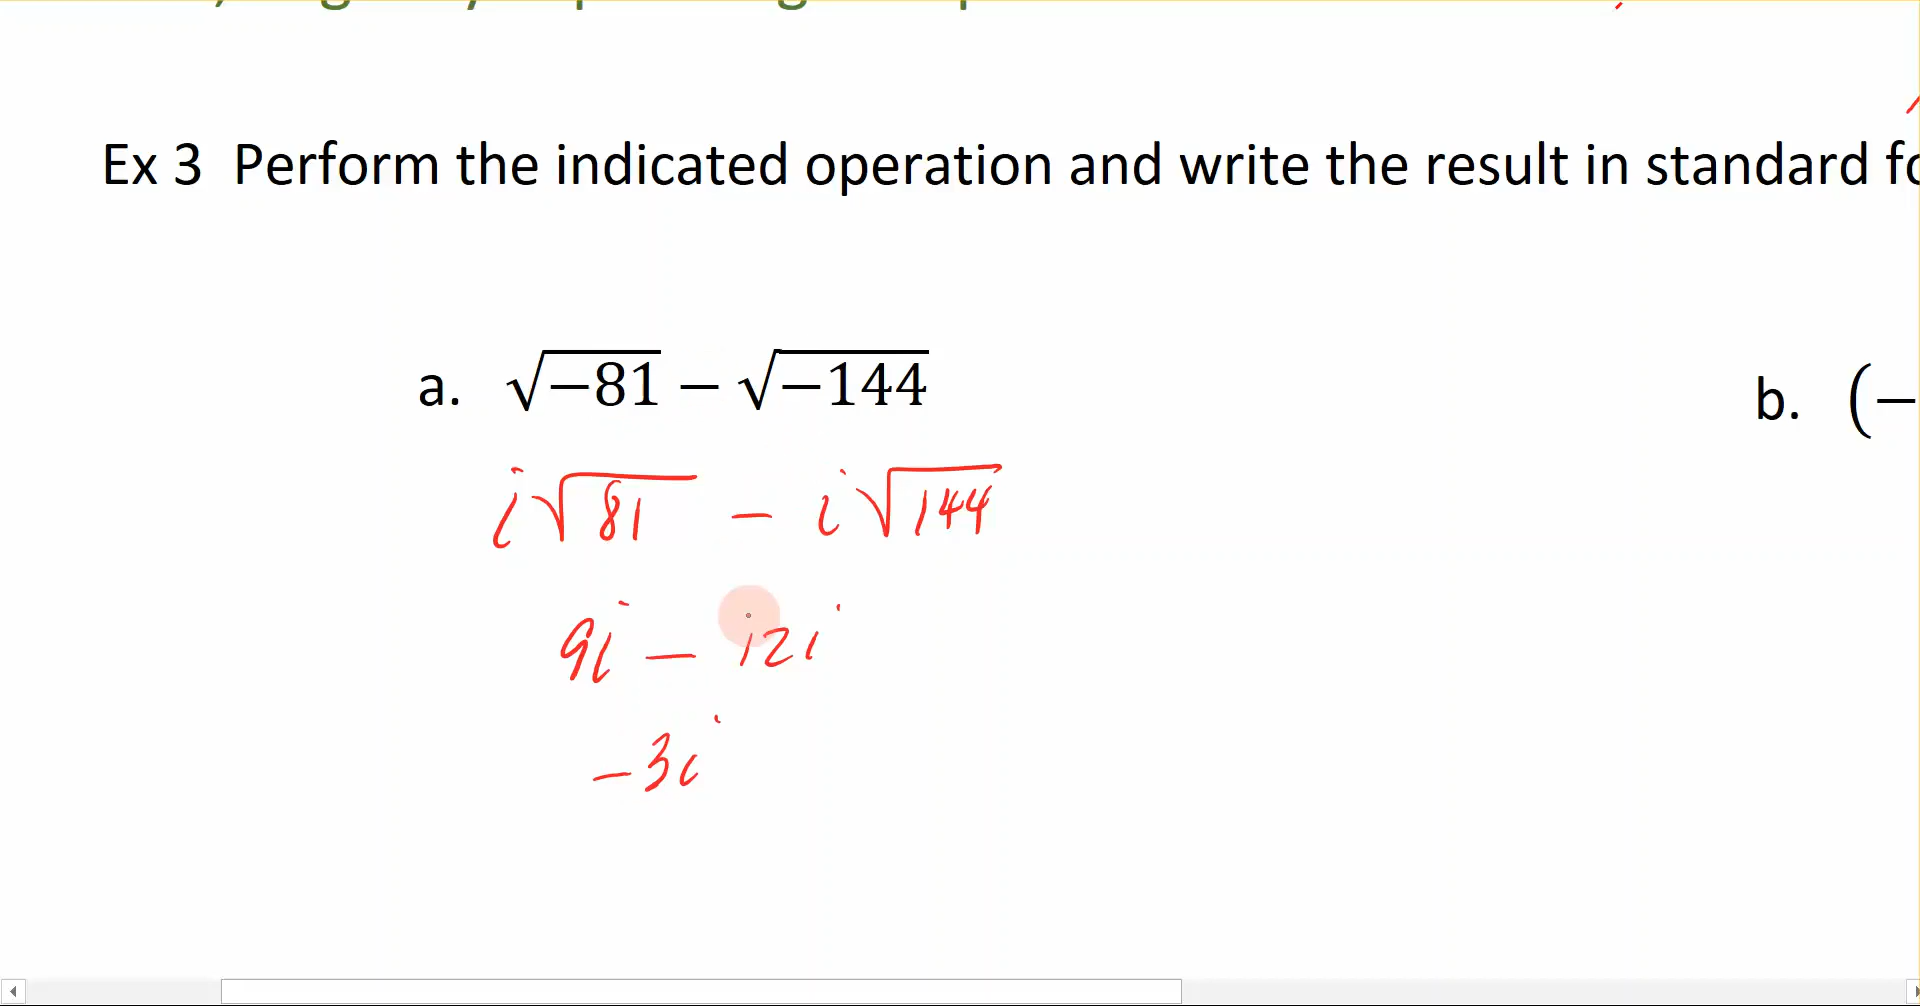 Ex 3 Perform the indicated operation and write the result in standard fo
a. √−81 − √−144
b. (−
i√81 − i√144
9i − 12i
−3i